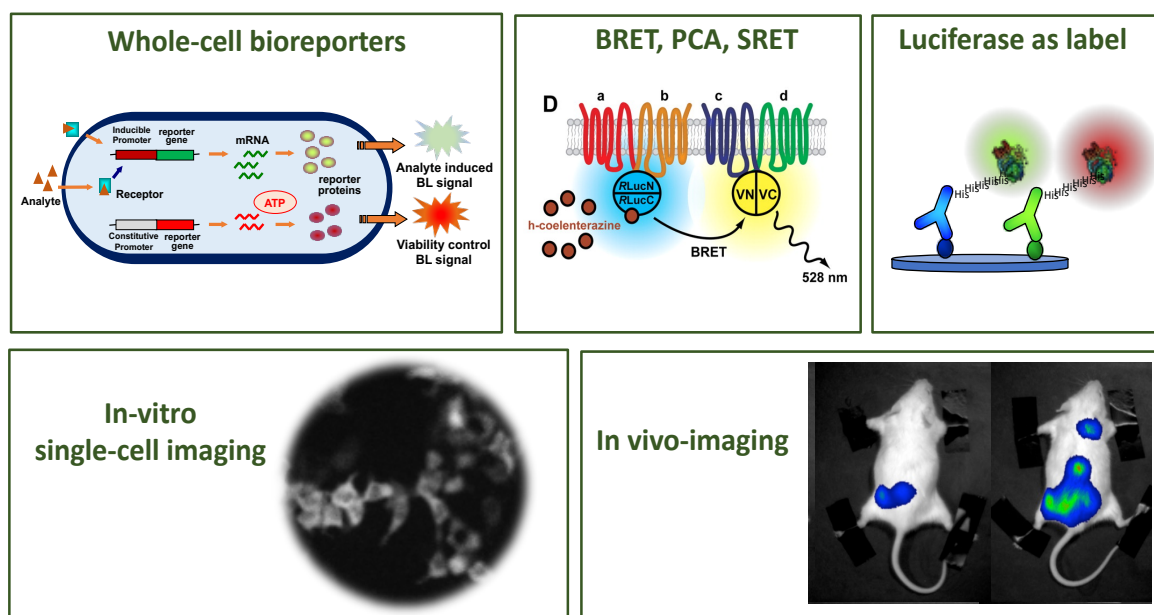 Whole-cell bioreporters
Inducible
Promoter
reporter
gene
mRNA
reporter
proteins
Analyte induced
BL signal
Analyte
Receptor
ATP
Constitutive
Promoter
reporter
gene
Viability control
BL signal
BRET, PCA, SRET
D
a
b
c
d
RLucN
RLucC
VN
VC
h-coelenterazine
BRET
528 nm
Luciferase as label
His
His
His
His
His
His
His
His
In-vitro
single-cell imaging
In vivo-imaging